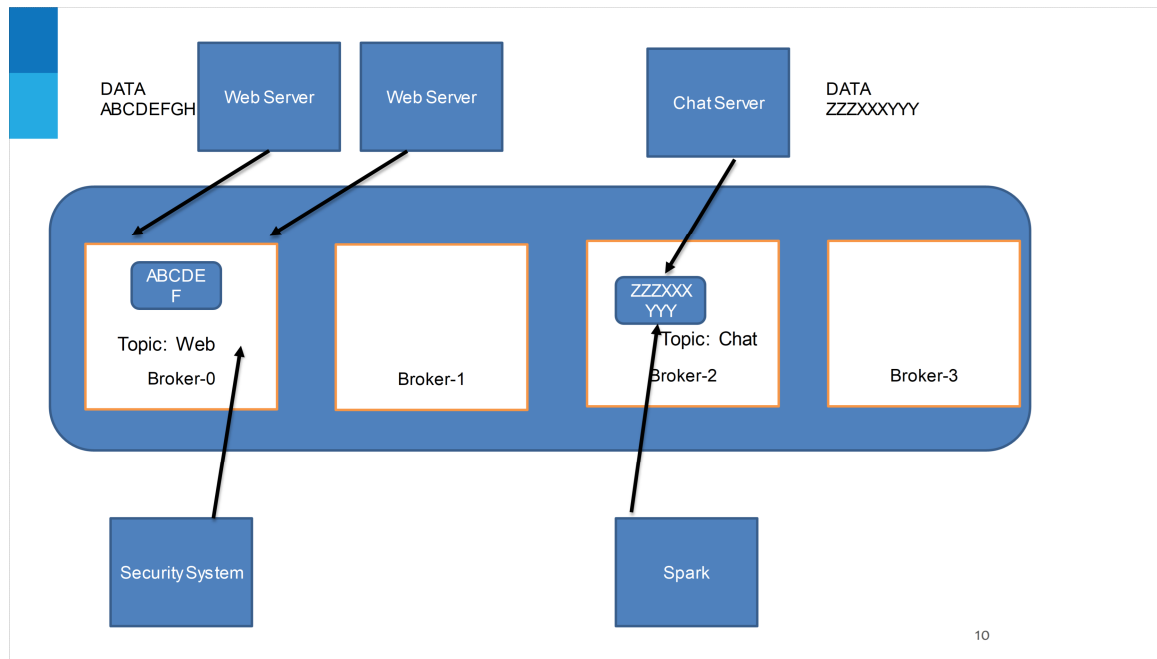 DATA
ABCDEFGH
Web Server
Web Server
Chat Server
DATA
ZZZXXXYYY
ABCDE
F
Topic: Web
Broker-0
Broker-1
ZZZXXX
YYY
Topic: Chat
Broker-2
Broker-3
Security System
Spark
10